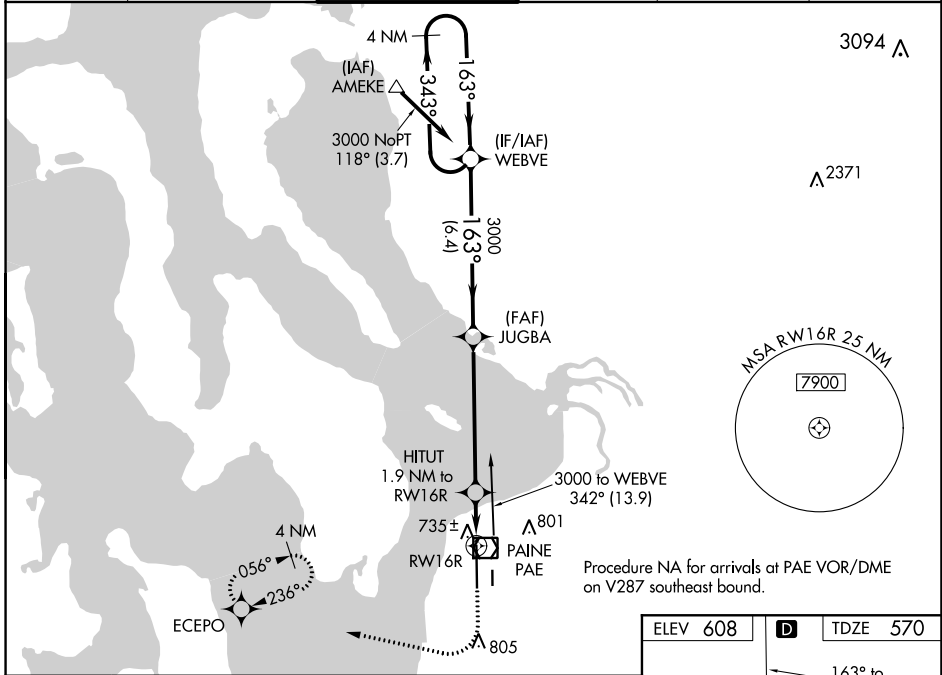 4 NM
343°
163°
3094
(IAF)
AMEKE
3000 NoPT
118° (3.7)
(IF/IAF)
WEBVE
2371
3000
163°
(6.4)
(FAF)
JUGBA
MSA RW16R 25 NM
7900
HITUT
1.9 NM to
RW16R
3000 to WEBVE
342° (13.9)
735±
801
RW16R
PAINE
PAE
4 NM
056°
236°
ECEPO
805
Procedure NA for arrivals at PAE VOR/DME
on V287 southeast bound.
ELEV 608
D
TDZE 570
163° to